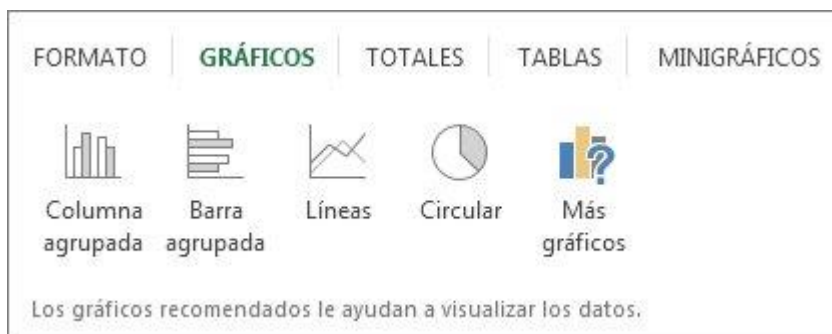 FORMATO GRÁFICOS TOTALES TABLAS MINIGRÁFICOS
Columna agrupada
Barra agrupada
Líneas
Circular
Más gráficos
Los gráficos recomendados le ayudan a visualizar los datos.